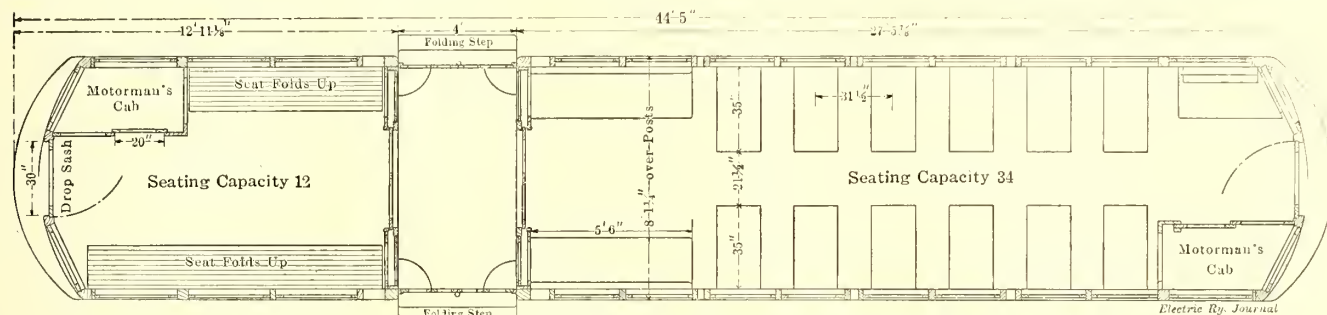 44'-5"
12'-11⅛"
4'
27'-5⅞"
Folding Step
Motorman's
Cab
Seat Folds Up
20"
30"
Drop Sash
Seating Capacity 12
Seat Folds Up
Folding Step
8'-1¼" over Posts
5'6"
35"
21½"
35"
31½"
Seating Capacity 34
Motorman's
Cab
Electric Ry. Journal